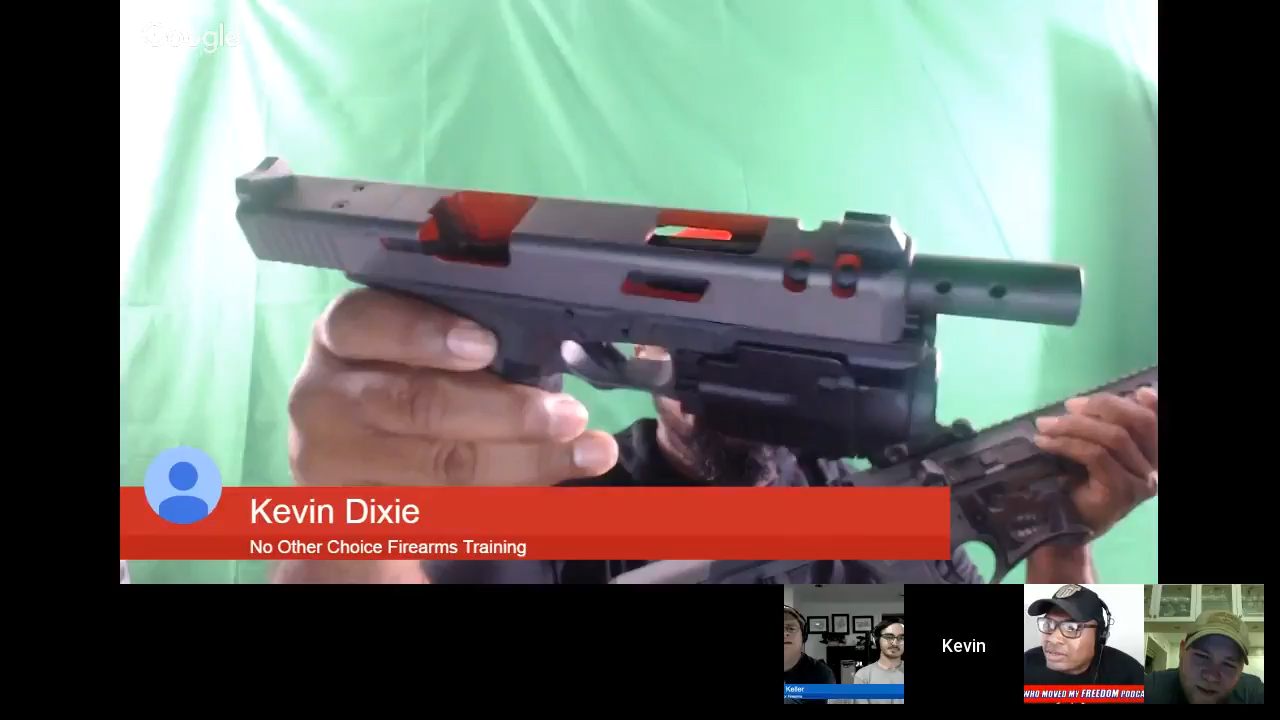 Google
Kevin Dixie
No Other Choice Firearms Training
Keller
Kevin
WHO MOVED MY FREEDOM PODCA